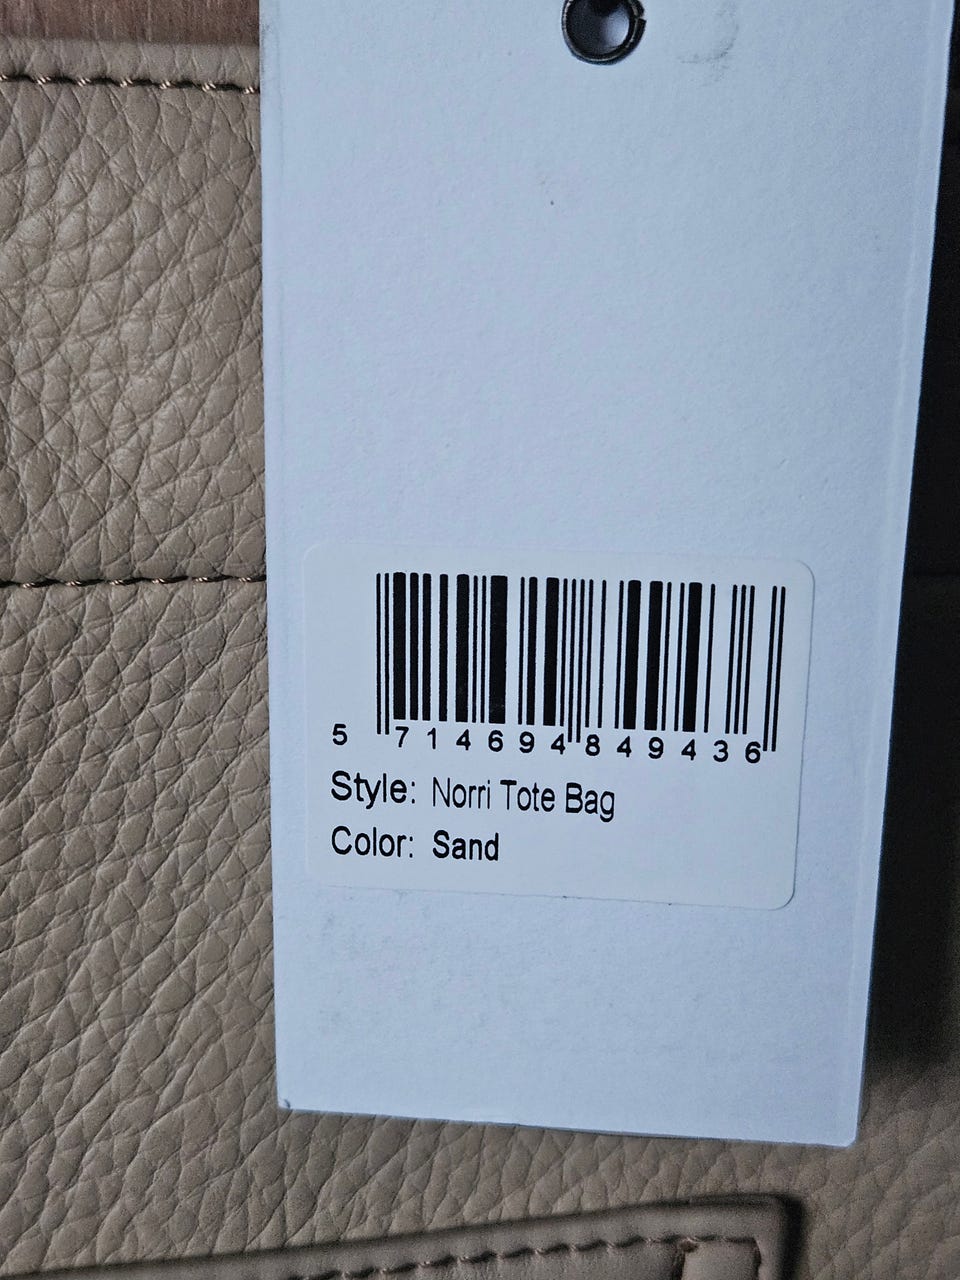 5 714694 849436
Style: Norri Tote Bag
Color: Sand